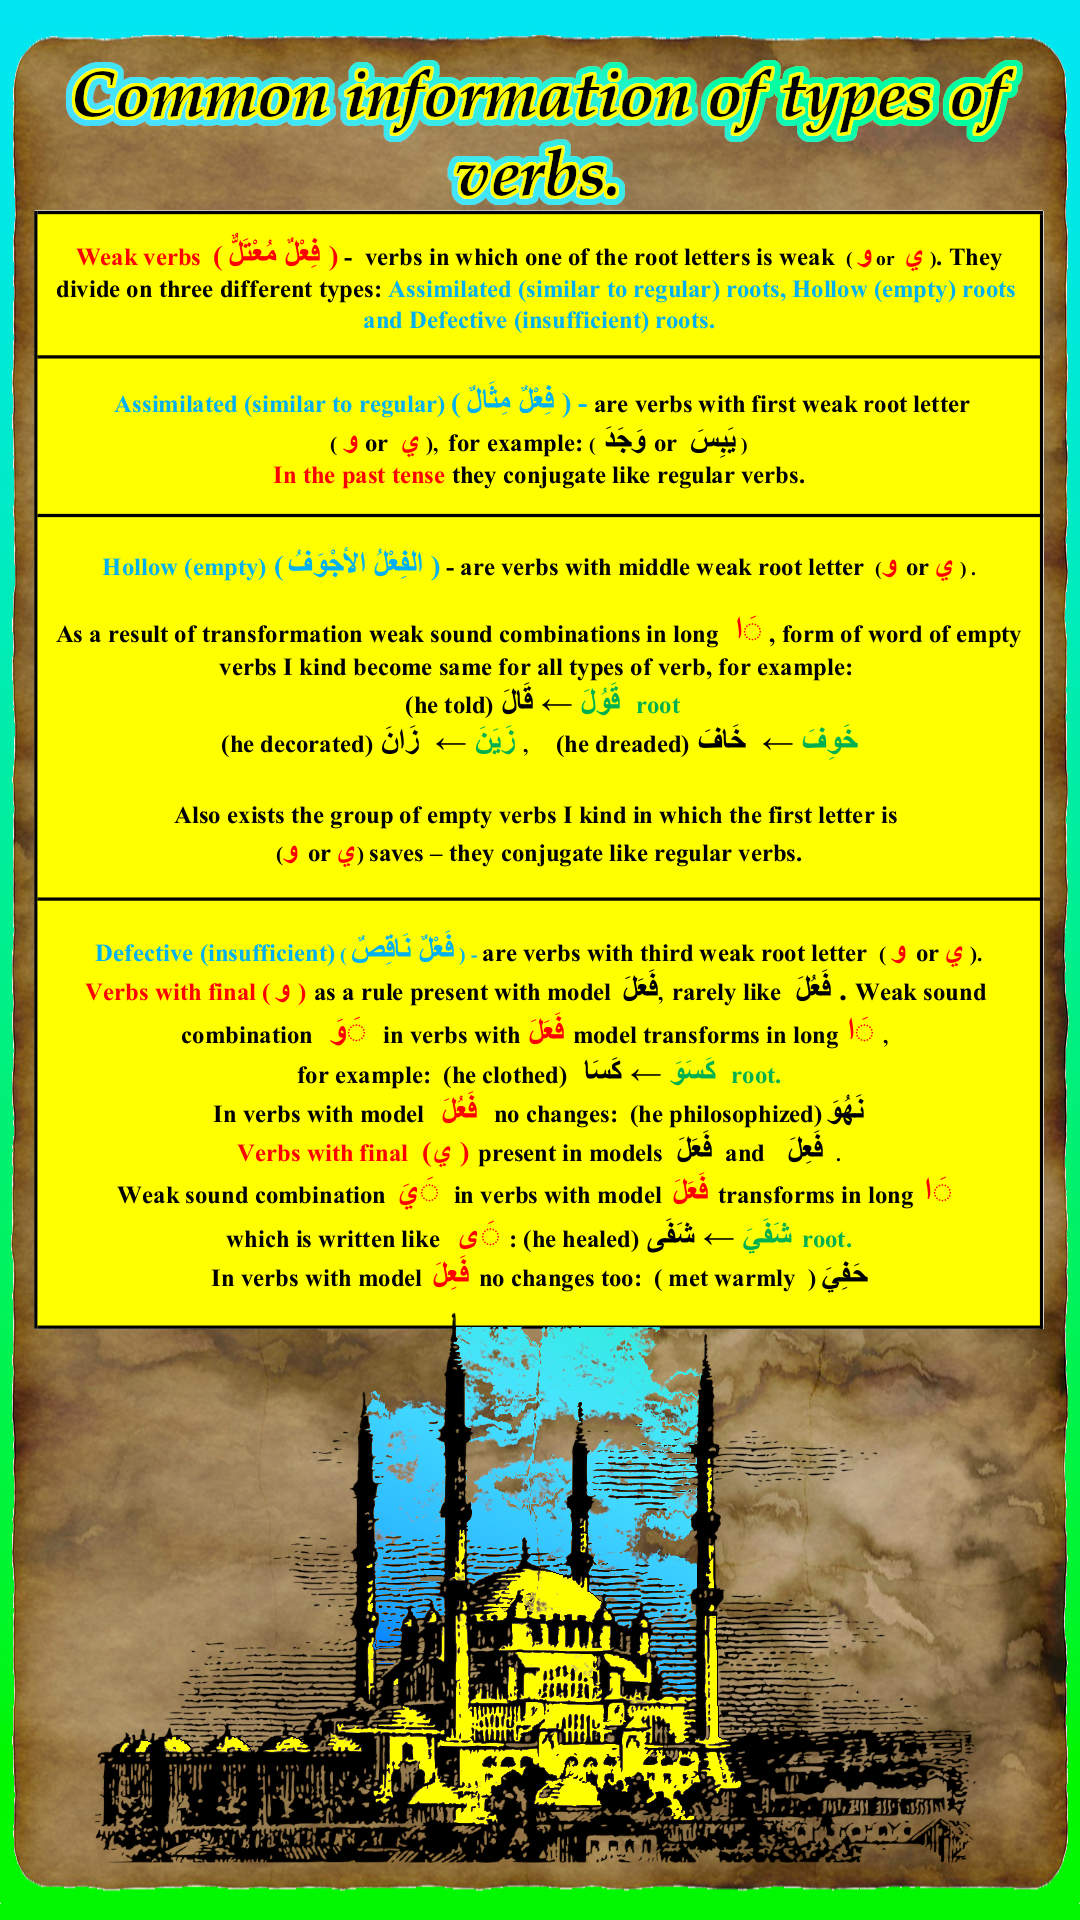 Common information of types of
verbs.
Weak verbs ( فِعْلٌ مُعْتَلٌّ ) - verbs in which one of the root letters is weak ( و or ي ). They
divide on three different types: Assimilated (similar to regular) roots, Hollow (empty) roots
and Defective (insufficient) roots.
Assimilated (similar to regular) ( فِعْلٌ مِثَالٌ ) - are verbs with first weak root letter
( و or ي ), for example: ( وَجَدَ or يَبِسَ )
In the past tense they conjugate like regular verbs.
Hollow (empty) ( الفِعْلُ الأجْوَفُ ) - are verbs with middle weak root letter (و or ي ) .
As a result of transformation weak sound combinations in long ـَا , form of word of empty
verbs I kind become same for all types of verb, for example:
(he told) قَالَ ← قَوُلَ root
(he decorated) زَانَ ← زَيَنَ , (he dreaded) خَافَ ← خَوِفَ
Also exists the group of empty verbs I kind in which the first letter is
(و or ي) saves – they conjugate like regular verbs.
Defective (insufficient) ( فَعْلٌ نَاقِصٌ ) - are verbs with third weak root letter ( و or ي ).
Verbs with final ( و ) as a rule present with model فَعَلَ, rarely like فَعُلَ . Weak sound
combination ـَوَ in verbs with فَعَلَ model transforms in long ـَا ,
for example: (he clothed) كَسَا ← كَسَوَ root.
In verbs with model فَعُلَ no changes: (he philosophized) نَهُوَ
Verbs with final (ي ) present in models فَعَلَ and فَعِلَ .
Weak sound combination ـَيَ in verbs with model فَعَلَ transforms in long ـَا
which is written like ـَى : (he healed) شَفَى ← شَفَيَ root.
In verbs with model فَعِلَ no changes too: ( met warmly ) حَفِيَ